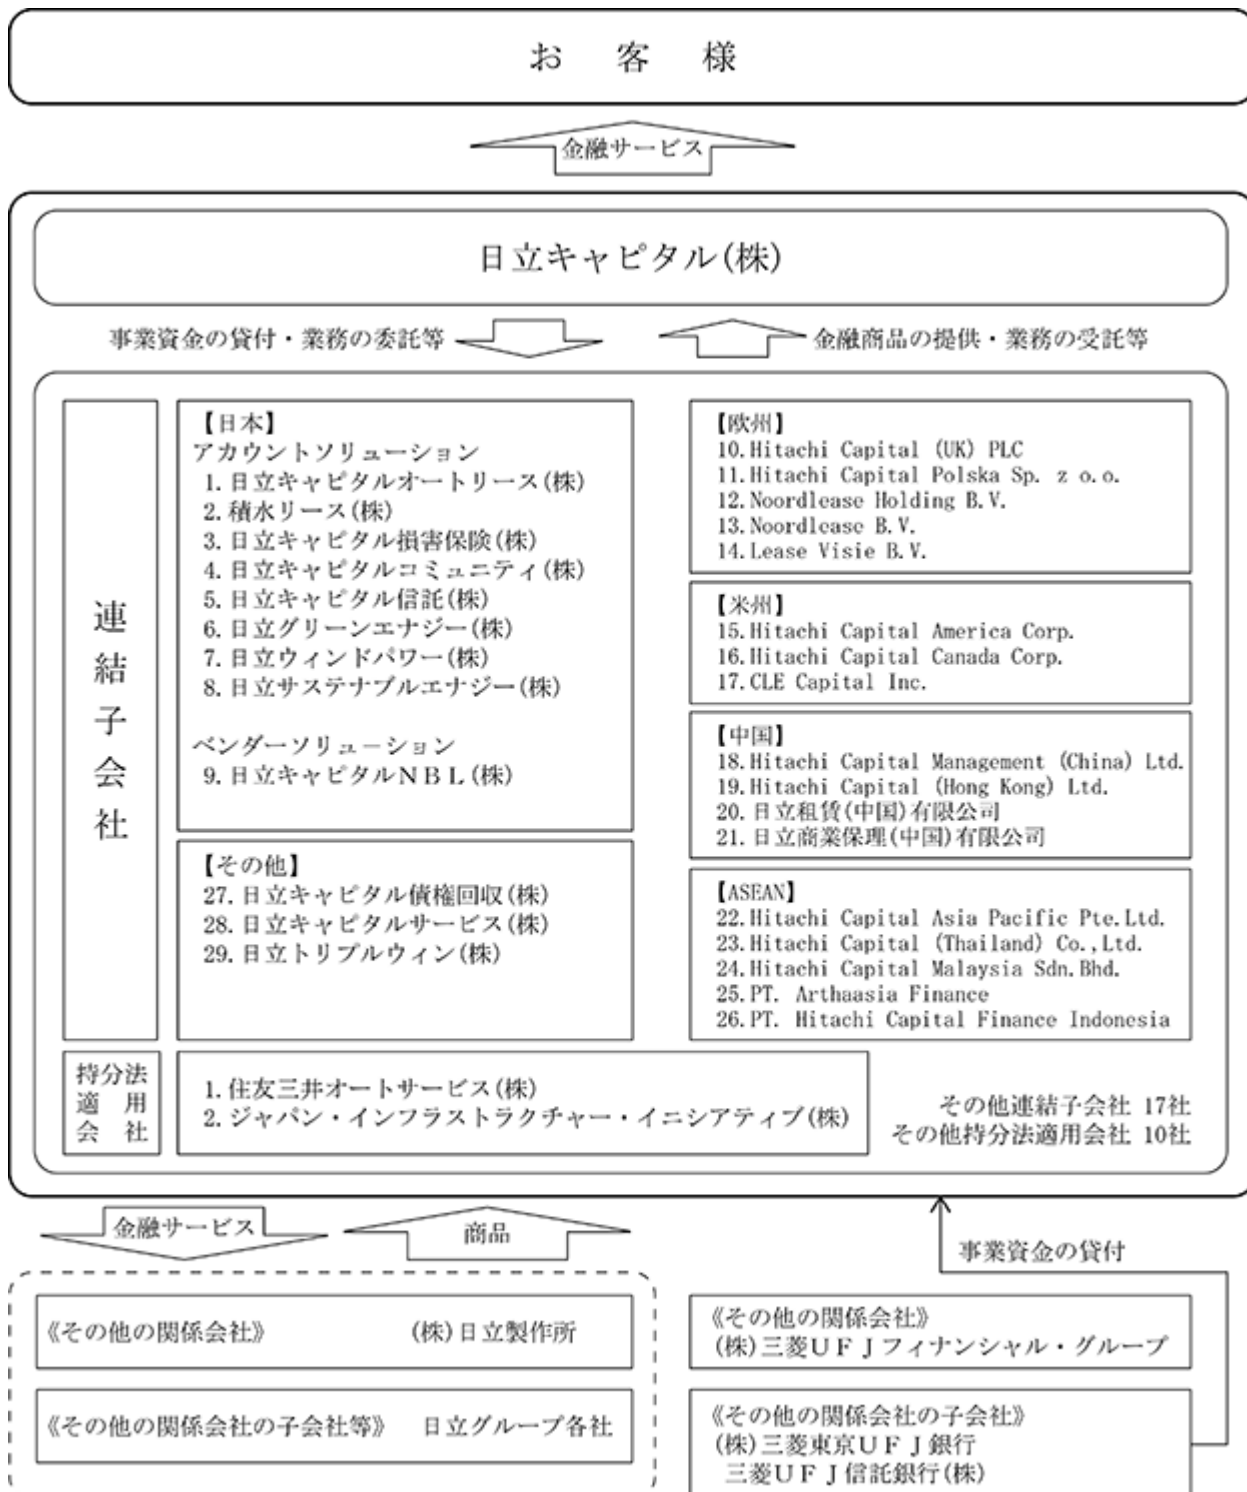 お 客 様
金融サービス
日立キャピタル(株)
事業資金の貸付・業務の委託等
金融商品の提供・業務の受託等
連結子会社
【日本】
アカウントソリューション
1. 日立キャピタルオートリース(株)
2. 積水リース(株)
3. 日立キャピタル損害保険(株)
4. 日立キャピタルコミュニティ(株)
5. 日立キャピタル信託(株)
6. 日立グリーンエナジー(株)
7. 日立ウィンドパワー(株)
8. 日立サステナブルエナジー(株)
ベンダーソリューション
9. 日立キャピタルＮＢＬ(株)
【その他】
27. 日立キャピタル債権回収(株)
28. 日立キャピタルサービス(株)
29. 日立トリプルウィン(株)
【欧州】
10. Hitachi Capital (UK) PLC
11. Hitachi Capital Polska Sp. z o.o.
12. Noordlease Holding B.V.
13. Noordlease B.V.
14. Lease Visie B.V.
【米州】
15. Hitachi Capital America Corp.
16. Hitachi Capital Canada Corp.
17. CLE Capital Inc.
【中国】
18. Hitachi Capital Management (China) Ltd.
19. Hitachi Capital (Hong Kong) Ltd.
20. 日立租賃(中国)有限公司
21. 日立商業保理(中国)有限公司
【ASEAN】
22. Hitachi Capital Asia Pacific Pte.Ltd.
23. Hitachi Capital (Thailand) Co.,Ltd.
24. Hitachi Capital Malaysia Sdn.Bhd.
25. PT. Arthaasia Finance
26. PT. Hitachi Capital Finance Indonesia
持分法
適 用
会 社
1. 住友三井オートサービス(株)
2. ジャパン・インフラストラクチャー・イニシアティブ(株)
その他連結子会社 17社
その他持分法適用会社 10社
金融サービス
商品
事業資金の貸付
《その他の関係会社》 (株)日立製作所
《その他の関係会社の子会社等》 日立グループ各社
《その他の関係会社》
(株)三菱ＵＦＪフィナンシャル・グループ
《その他の関係会社の子会社》
(株)三菱東京ＵＦＪ銀行
三菱ＵＦＪ信託銀行(株)